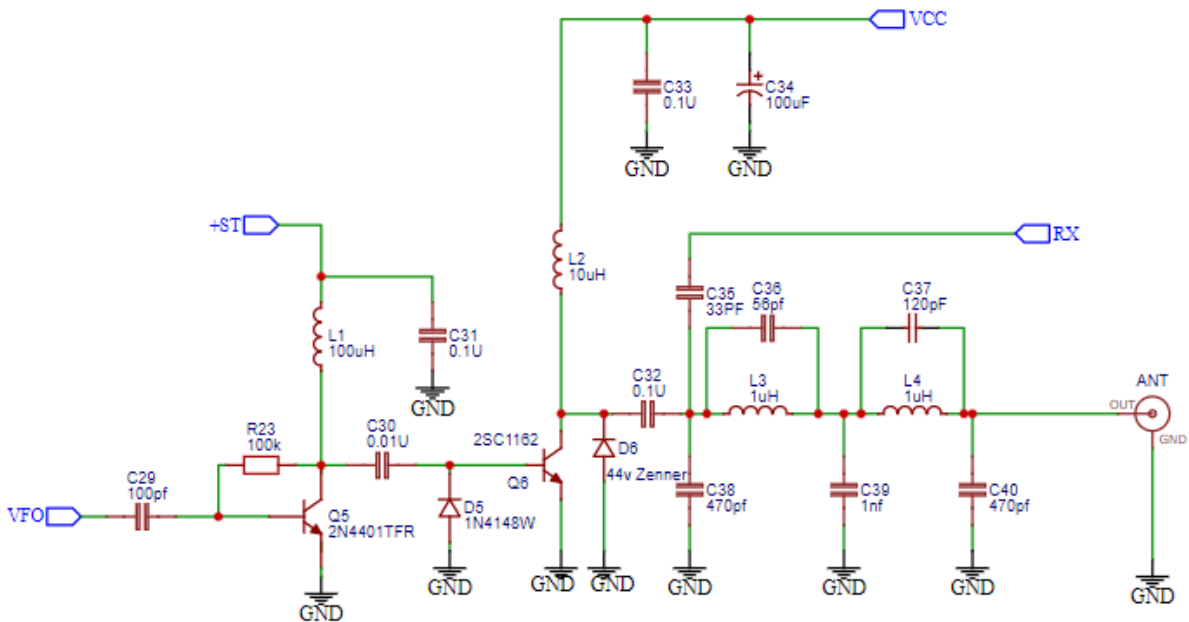 VCC
C33
0.1U
C34
100uF
GND
GND
+ST
RX
L2
10uH
C35
33PF
C36
56pf
C37
120pF
L1
100uH
C31
0.1U
GND
C32
0.1U
L3
1uH
L4
1uH
ANT
OUT
GND
R23
100k
C30
0.01U
2SC1162
Q6
D6
44v Zenner
C29
100pf
VFO
Q5
2N4401TFR
D5
1N4148W
C38
470pf
C39
1nf
C40
470pf
GND
GND
GND
GND
GND
GND
GND
GND